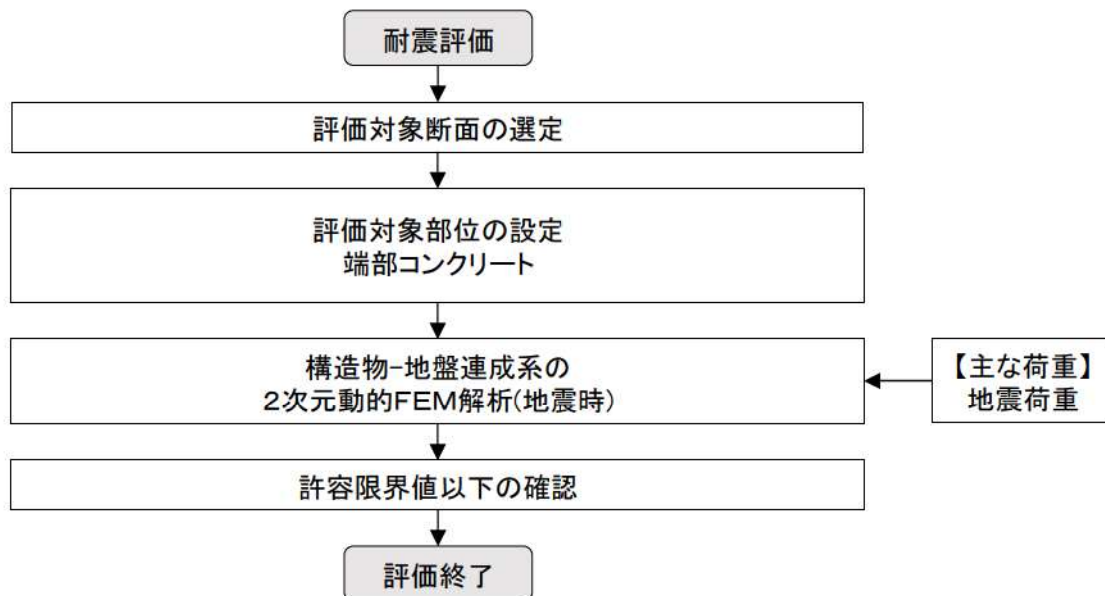 耐震評価
評価対象断面の選定
評価対象部位の設定
端部コンクリート
構造物-地盤連成系の
2次元動的FEM解析(地震時)
【主な荷重】
地震荷重
許容限界値以下の確認
評価終了